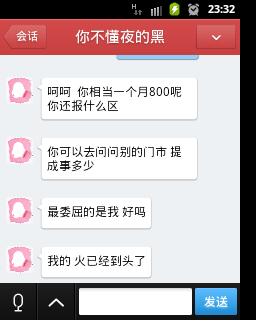 H
23:32
会话
你不懂夜的黑
呵呵 你相当一个月800呢
你还报什么区
你可以去问问别的门市 提
成事多少
最委屈的是我 好吗
我的 火已经到头了
发送